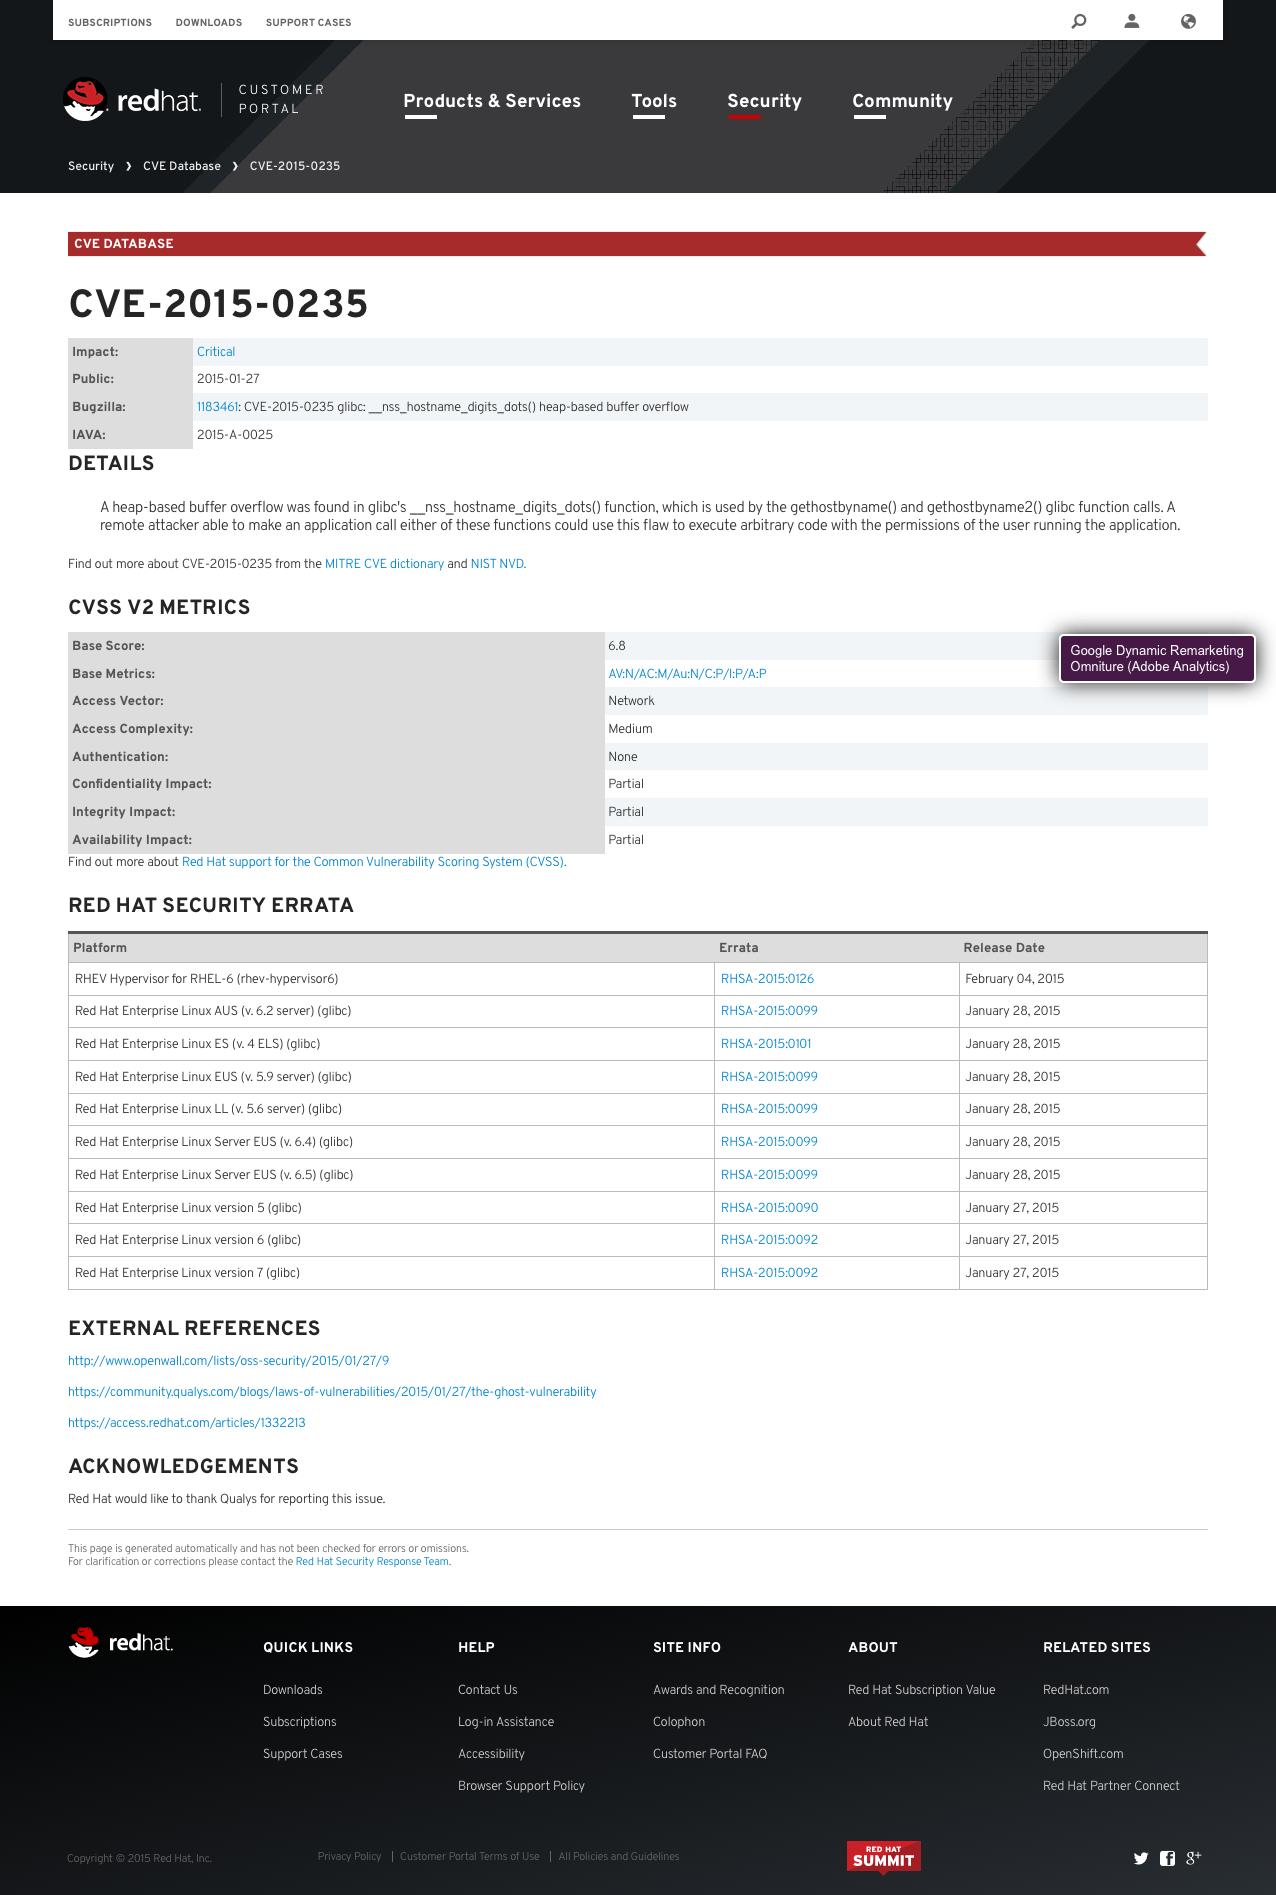 SUBSCRIPTIONS DOWNLOADS SUPPORT CASES
redhat. CUSTOMER PORTAL
Products & Services Tools Security Community
Security ❯ CVE Database ❯ CVE-2015-0235
CVE DATABASE
CVE-2015-0235
Impact: Critical
Public: 2015-01-27
Bugzilla: 1183461: CVE-2015-0235 glibc: __nss_hostname_digits_dots() heap-based buffer overflow
IAVA: 2015-A-0025
DETAILS
A heap-based buffer overflow was found in glibc's __nss_hostname_digits_dots() function, which is used by the gethostbyname() and gethostbyname2() glibc function calls. A
remote attacker able to make an application call either of these functions could use this flaw to execute arbitrary code with the permissions of the user running the application.
Find out more about CVE-2015-0235 from the MITRE CVE dictionary and NIST NVD.
CVSS V2 METRICS
Base Score: 6.8
Google Dynamic Remarketing
Omniture (Adobe Analytics)
Base Metrics: AV:N/AC:M/Au:N/C:P/I:P/A:P
Access Vector: Network
Access Complexity: Medium
Authentication: None
Confidentiality Impact: Partial
Integrity Impact: Partial
Availability Impact: Partial
Find out more about Red Hat support for the Common Vulnerability Scoring System (CVSS).
RED HAT SECURITY ERRATA
Platform Errata Release Date
RHEV Hypervisor for RHEL-6 (rhev-hypervisor6) RHSA-2015:0126 February 04, 2015
Red Hat Enterprise Linux AUS (v. 6.2 server) (glibc) RHSA-2015:0099 January 28, 2015
Red Hat Enterprise Linux ES (v. 4 ELS) (glibc) RHSA-2015:0101 January 28, 2015
Red Hat Enterprise Linux EUS (v. 5.9 server) (glibc) RHSA-2015:0099 January 28, 2015
Red Hat Enterprise Linux LL (v. 5.6 server) (glibc) RHSA-2015:0099 January 28, 2015
Red Hat Enterprise Linux Server EUS (v. 6.4) (glibc) RHSA-2015:0099 January 28, 2015
Red Hat Enterprise Linux Server EUS (v. 6.5) (glibc) RHSA-2015:0099 January 28, 2015
Red Hat Enterprise Linux version 5 (glibc) RHSA-2015:0090 January 27, 2015
Red Hat Enterprise Linux version 6 (glibc) RHSA-2015:0092 January 27, 2015
Red Hat Enterprise Linux version 7 (glibc) RHSA-2015:0092 January 27, 2015
EXTERNAL REFERENCES
http://www.openwall.com/lists/oss-security/2015/01/27/9
https://community.qualys.com/blogs/laws-of-vulnerabilities/2015/01/27/the-ghost-vulnerability
https://access.redhat.com/articles/1332213
ACKNOWLEDGEMENTS
Red Hat would like to thank Qualys for reporting this issue.
This page is generated automatically and has not been checked for errors or omissions.
For clarification or corrections please contact the Red Hat Security Response Team.
redhat.
QUICK LINKS
Downloads
Subscriptions
Support Cases
HELP
Contact Us
Log-in Assistance
Accessibility
Browser Support Policy
SITE INFO
Awards and Recognition
Colophon
Customer Portal FAQ
ABOUT
Red Hat Subscription Value
About Red Hat
RELATED SITES
RedHat.com
JBoss.org
OpenShift.com
Red Hat Partner Connect
Copyright © 2015 Red Hat, Inc.
Privacy Policy | Customer Portal Terms of Use | All Policies and Guidelines
RED HAT
SUMMIT
g+